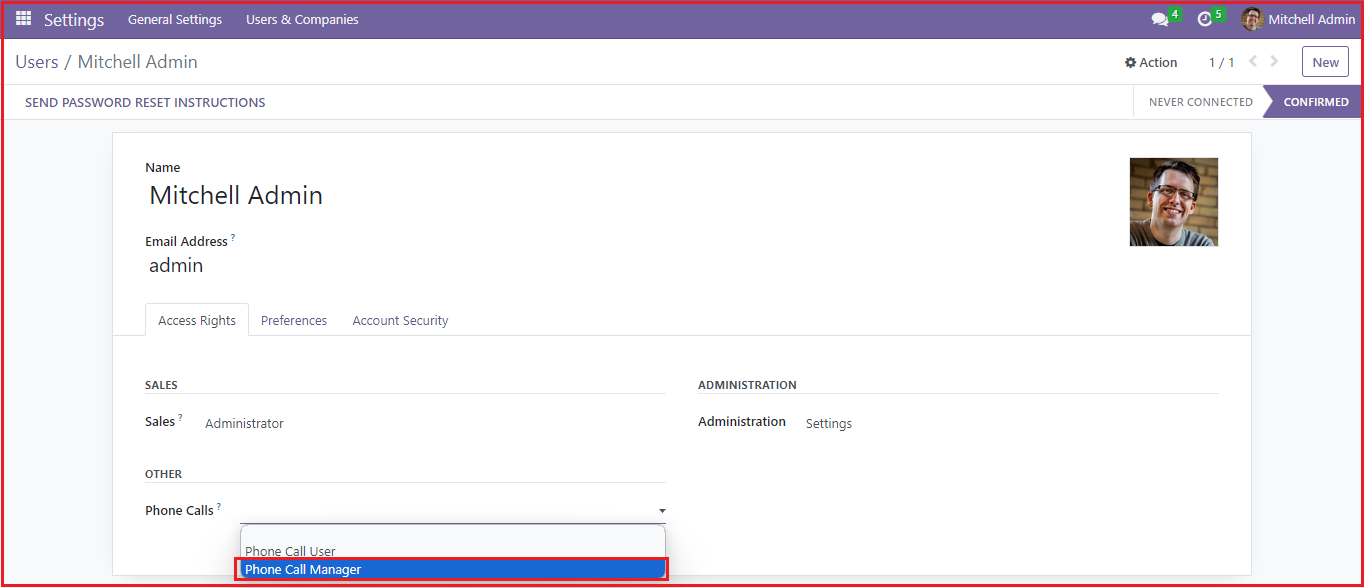 Settings General Settings Users & Companies 4 5 Mitchell Admin
Users / Mitchell Admin Action 1 / 1 New
SEND PASSWORD RESET INSTRUCTIONS NEVER CONNECTED CONFIRMED
Name
Mitchell Admin
Email Address ?
admin
Access Rights Preferences Account Security
SALES ADMINISTRATION
Sales ? Administrator Administration Settings
OTHER
Phone Calls ?
Phone Call User
Phone Call Manager